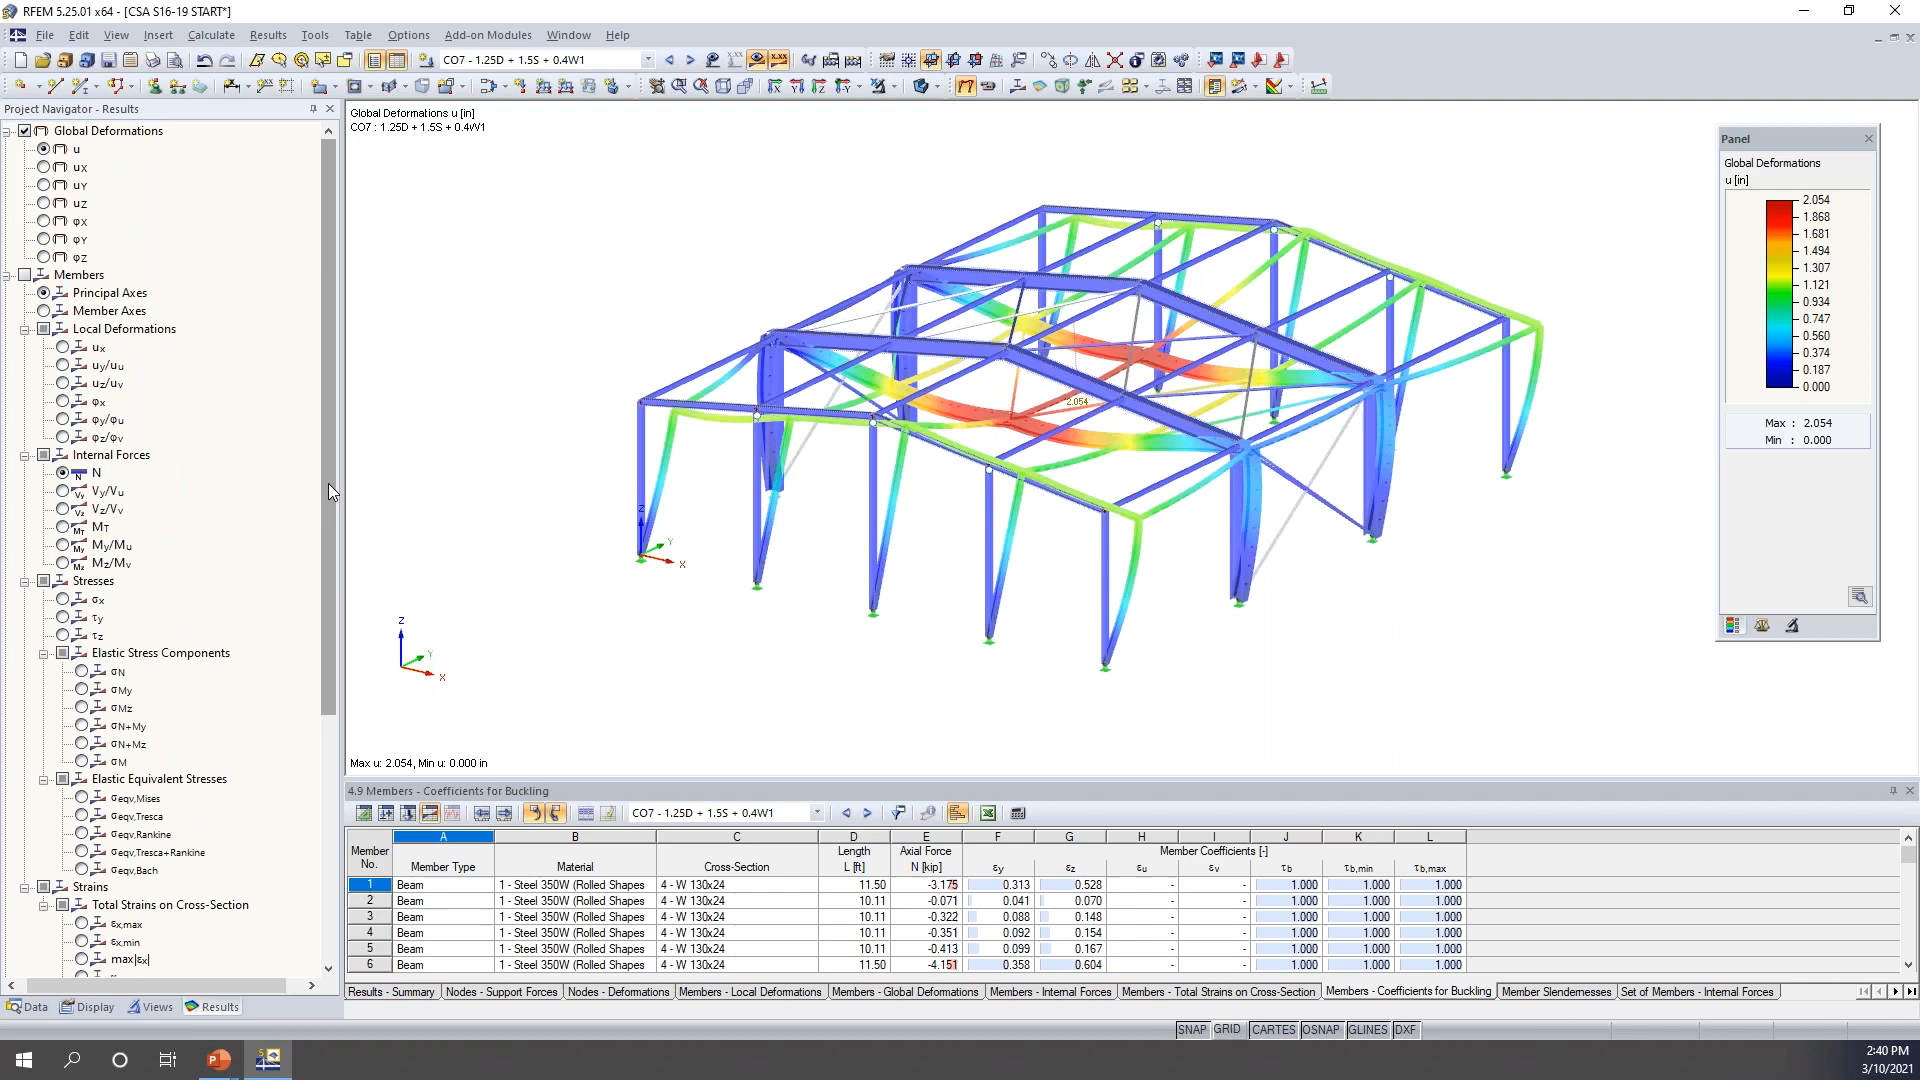 RFEM 5.25.01 x64 - [CSA S16-19 START*]
File Edit View Insert Calculate Results Tools Table Options Add-on Modules Window Help
CO7 - 1.25D + 1.5S + 0.4W1
Project Navigator - Results
Global Deformations
u
uX
uY
uZ
φX
φY
φZ
Members
Principal Axes
Member Axes
Local Deformations
ux
uy/uu
uz/uv
φx
φy/φu
φz/φv
Internal Forces
N
Vy/Vu
Vz/Vv
MT
My/Mu
Mz/Mv
Stresses
σx
τy
τz
Elastic Stress Components
σN
σMy
σMz
σN+My
σN+Mz
σM
Elastic Equivalent Stresses
σeqv,Mises
σeqv,Tresca
σeqv,Rankine
σeqv,Tresca+Rankine
σeqv,Bach
Strains
Total Strains on Cross-Section
εx,max
εx,min
max|εx|
Data Display Views Results
Global Deformations u [in]
CO7 : 1.25D + 1.5S + 0.4W1
2.054
Z
Y
X
Z
Y
X
Max u: 2.054, Min u: 0.000 in
Panel
Global Deformations
u [in]
2.054
1.868
1.681
1.494
1.307
1.121
0.934
0.747
0.560
0.374
0.187
0.000
Max : 2.054
Min : 0.000
4.9 Members - Coefficients for Buckling
CO7 - 1.25D + 1.5S + 0.4W1
A B C D E F G H I J K L
Member Length Axial Force Member Coefficients [-]
No. Member Type Material Cross-Section L [ft] N [kip] εy εz εu εv τb τb,min τb,max
1 Beam 1 - Steel 350W (Rolled Shapes 4 - W 130x24 11.50 -3.175 0.313 0.528 - - 1.000 1.000 1.000
2 Beam 1 - Steel 350W (Rolled Shapes 4 - W 130x24 10.11 -0.071 0.041 0.070 - - 1.000 1.000 1.000
3 Beam 1 - Steel 350W (Rolled Shapes 4 - W 130x24 10.11 -0.322 0.088 0.148 - - 1.000 1.000 1.000
4 Beam 1 - Steel 350W (Rolled Shapes 4 - W 130x24 10.11 -0.351 0.092 0.154 - - 1.000 1.000 1.000
5 Beam 1 - Steel 350W (Rolled Shapes 4 - W 130x24 10.11 -0.413 0.099 0.167 - - 1.000 1.000 1.000
6 Beam 1 - Steel 350W (Rolled Shapes 4 - W 130x24 11.50 -4.151 0.358 0.604 - - 1.000 1.000 1.000
Results - Summary Nodes - Support Forces Nodes - Deformations Members - Local Deformations Members - Global Deformations Members - Internal Forces Members - Total Strains on Cross-Section Members - Coefficients for Buckling Member Slendernesses Set of Members - Internal Forces
SNAP GRID CARTES OSNAP GLINES DXF
2:40 PM
3/10/2021